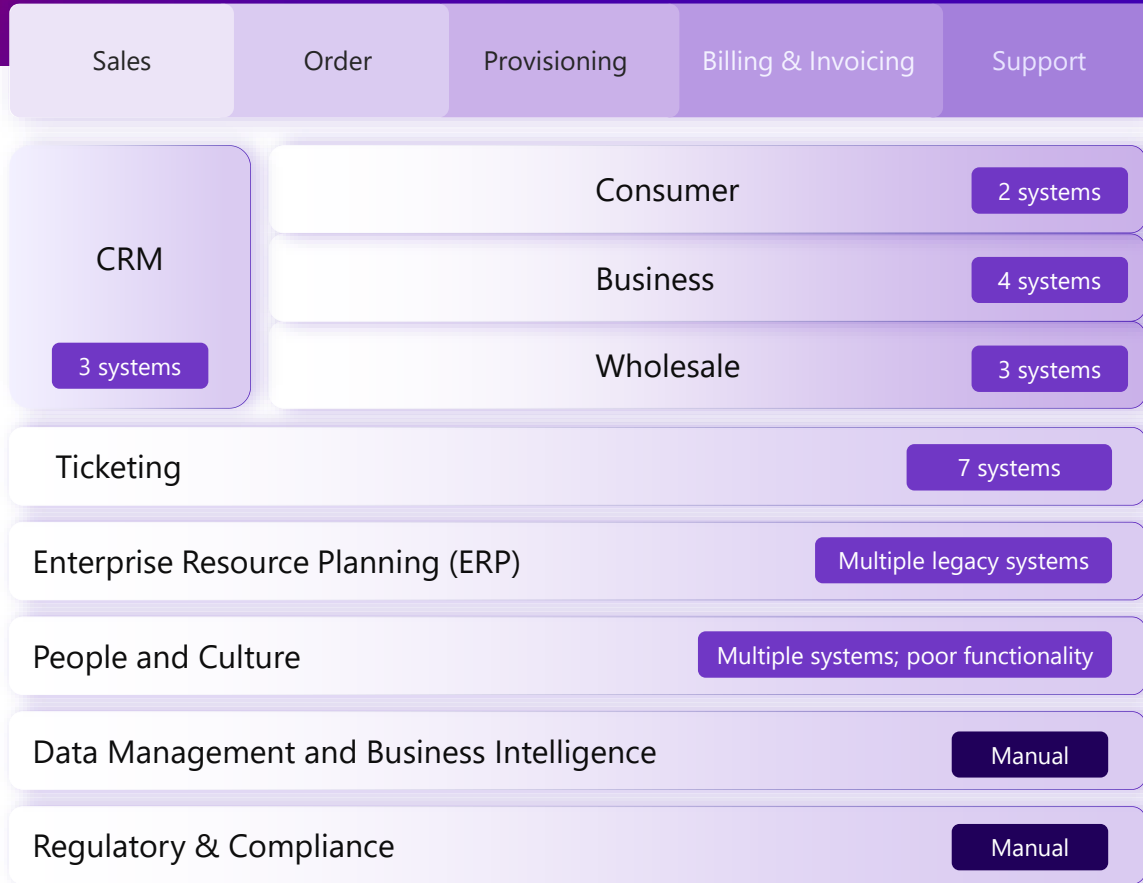 Sales
Order
Provisioning
Billing & Invoicing
Support
CRM
3 systems
Consumer
2 systems
Business
4 systems
Wholesale
3 systems
Ticketing
7 systems
Enterprise Resource Planning (ERP)
Multiple legacy systems
People and Culture
Multiple systems; poor functionality
Data Management and Business Intelligence
Manual
Regulatory & Compliance
Manual